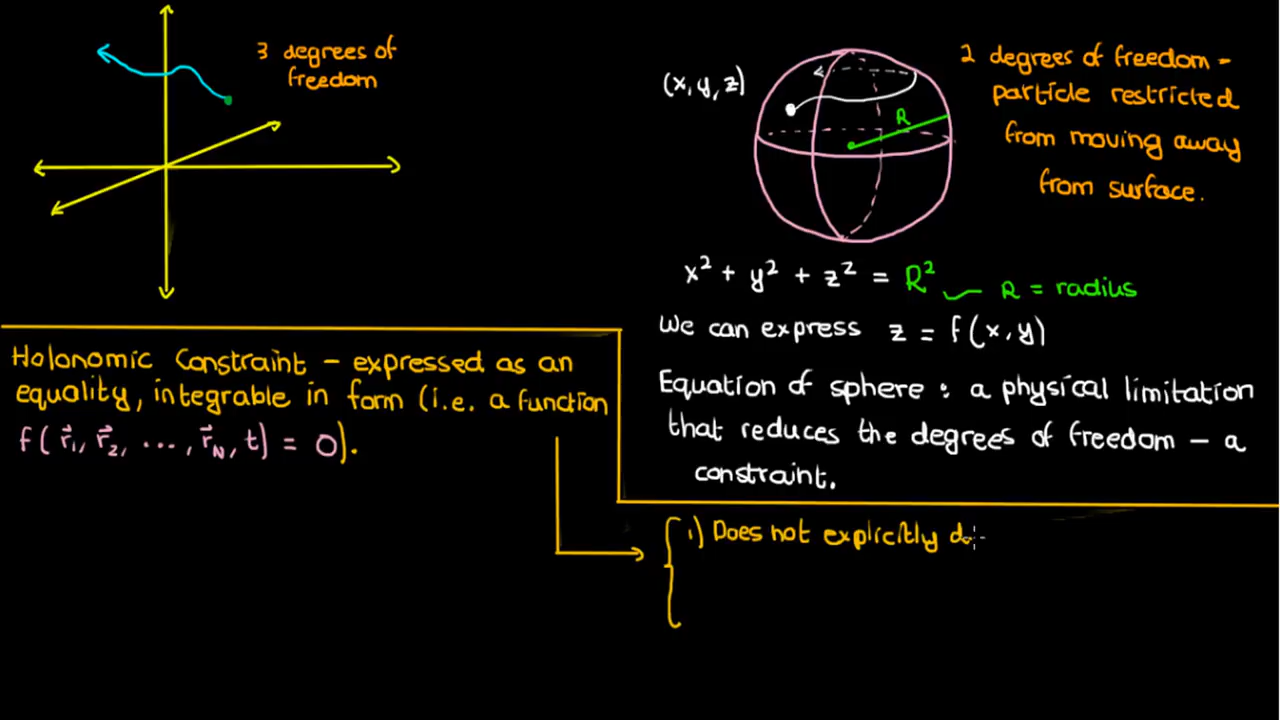 3 degrees of
freedom
(x, y, z)
R
2 degrees of freedom -
particle restricted
from moving away
from surface.
x² + y² + z² = R²
R = radius
We can express z = f(x, y)
Equation of sphere : a physical limitation
that reduces the degrees of freedom - a
constraint.
Holonomic Constraint - expressed as an
equality, integrable in form (i.e. a function
f(r⃗₁, r⃗₂, ..., r⃗_N, t) = 0).
1) Does not explicitly